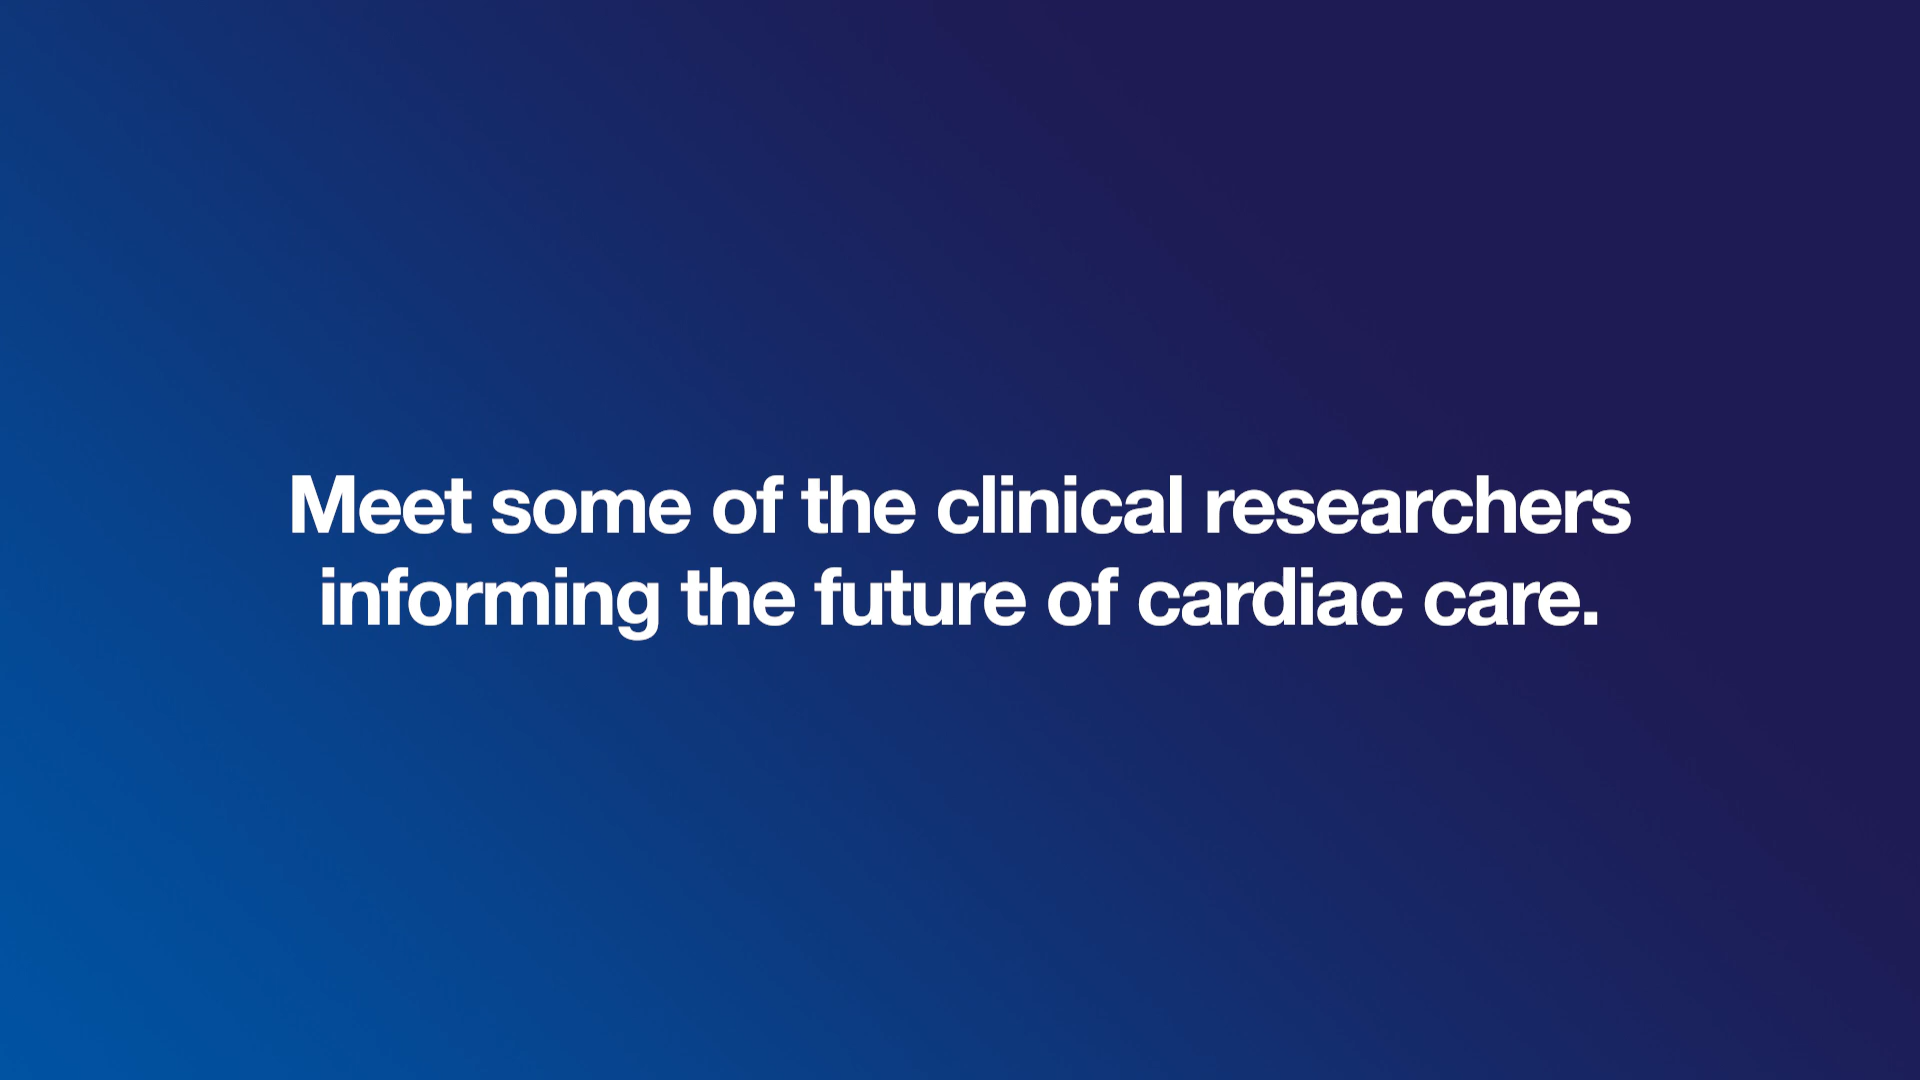 Meet some of the clinical researchers
informing the future of cardiac care.